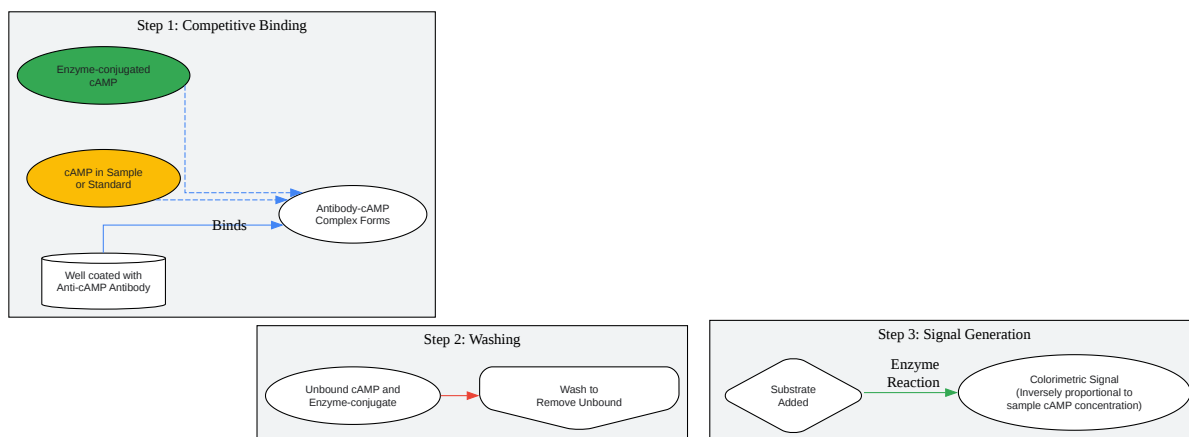 Step 1: Competitive Binding
Enzyme-conjugated
cAMP
cAMP in Sample
or Standard
Antibody-cAMP
Complex Forms
Binds
Well coated with
Anti-cAMP Antibody
Step 2: Washing
Unbound cAMP and
Enzyme-conjugate
Wash to
Remove Unbound
Step 3: Signal Generation
Substrate
Added
Enzyme
Reaction
Colorimetric Signal
(Inversely proportional to
sample cAMP concentration)